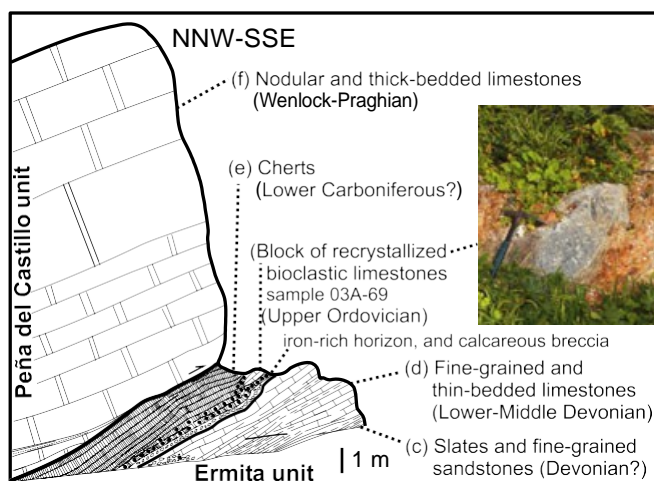 NNW-SSE
(f) Nodular and thick-bedded limestones
(Wenlock-Praghian)
Peña del Castillo unit
(e) Cherts
(Lower Carboniferous?)
(Block of recrystallized
bioclastic limestones
sample 03A-69
(Upper Ordovician)
iron-rich horizon, and calcareous breccia
(d) Fine-grained and
thin-bedded limestones
(Lower-Middle Devonian)
(c) Slates and fine-grained
sandstones (Devonian?)
Ermita unit
1 m